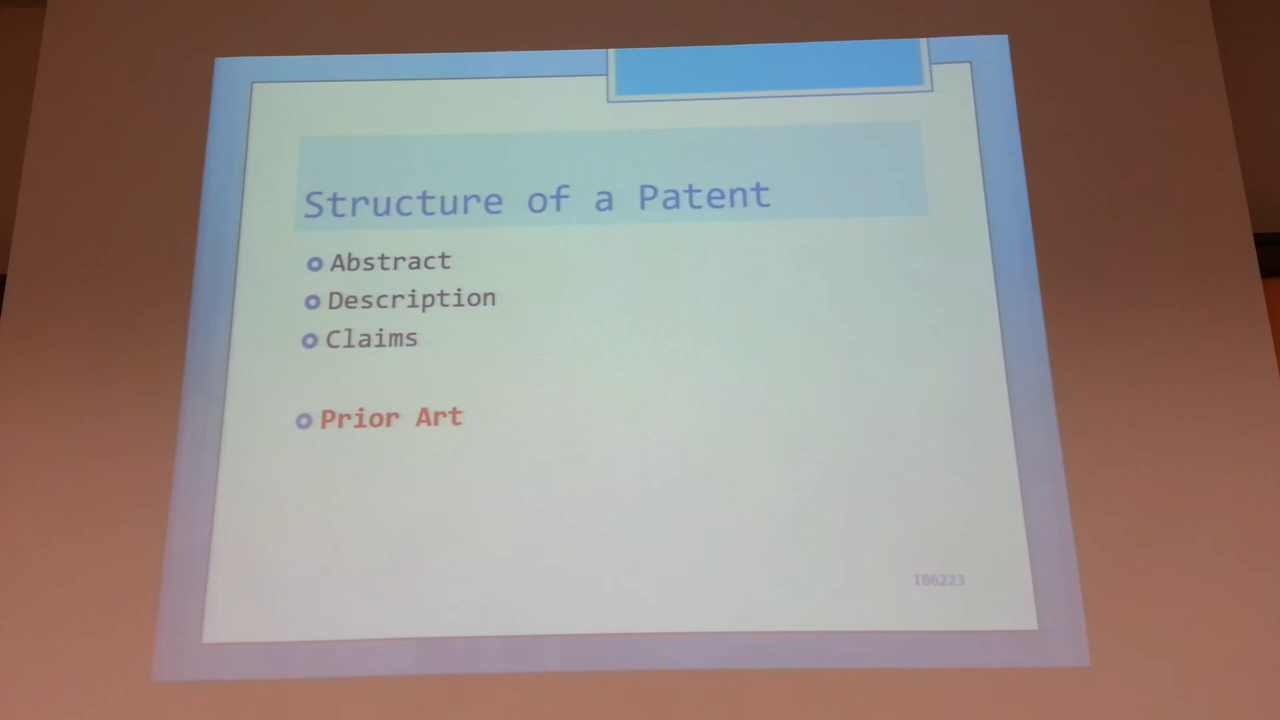 Structure of a Patent
Abstract
Description
Claims
Prior Art
IB6223